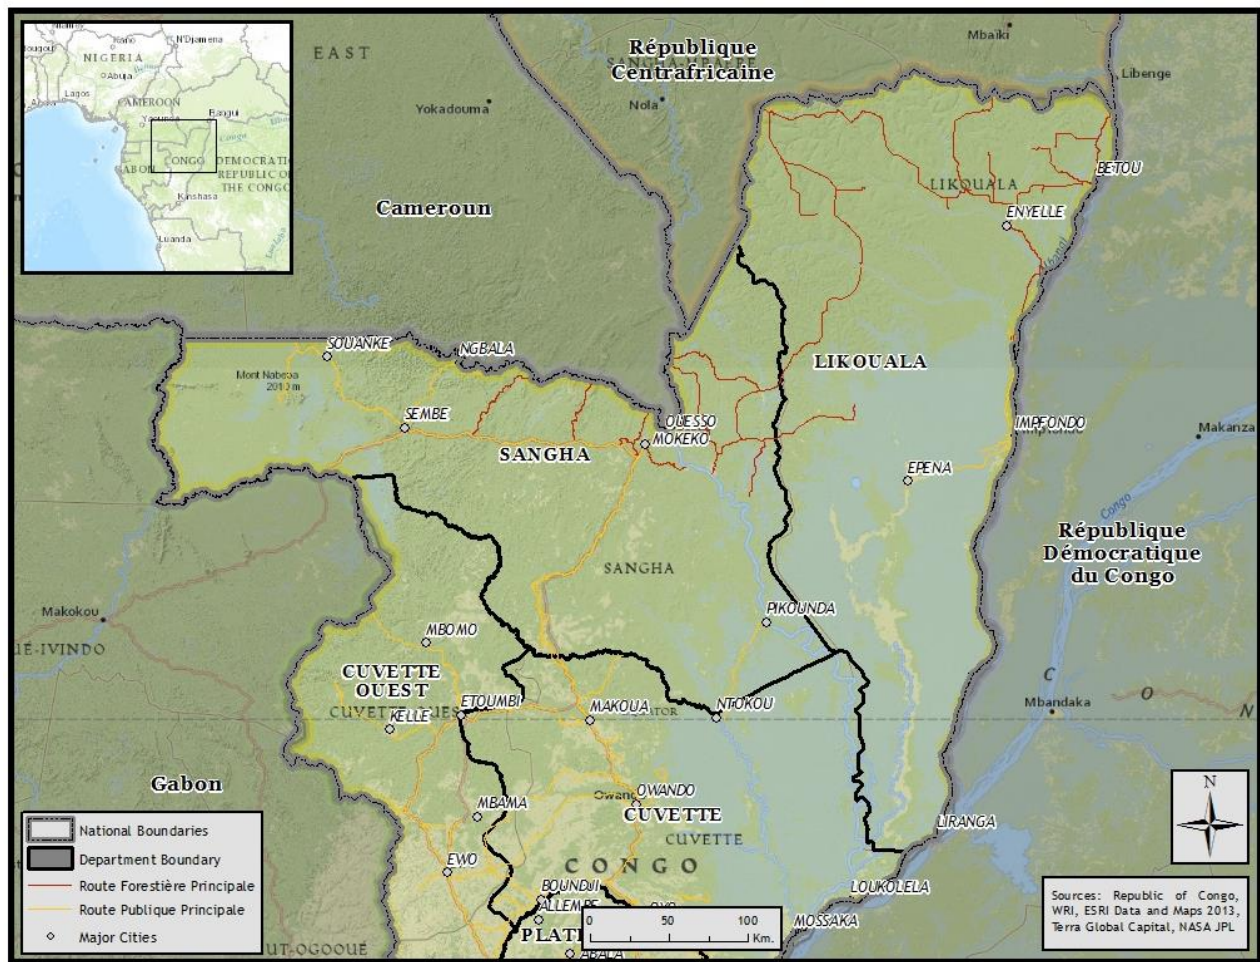 NIGERIA
Kano
N'Djamena
Abuja
Lagos
CAMEROON
Yaounde
Bangui
Congo
GABON
CONGO
DEMOCRATIC
REPUBLIC OF
THE CONGO
Kinshasa
Luanda
EAST
République
Centrafricaine
Mbaïki
Libenge
Yokadouma
Nola
Cameroun
LIKOUALA
BETOU
ENYELLE
SOUANKE
NGBALA
Mont Nabeba
LIKOUALA
SEMBE
OUESSO
MOKEKO
SANGHA
IMPFONDO
Makanza
EPENA
Congo
République
Démocratique
du Congo
SANGHA
Makokou
PIKOUNDA
MBOMO
CUVETTE
OUEST
ETOUMBI
KELLE
MAKOUA
NTOKOU
C
O
N
Mbandaka
Gabon
MBAMA
OWANDO
CUVETTE
CUVETTE
LIRANGA
EWO
CONGO
BOUNDJI
LOUKOLELA
ALLEMBE
MOSSAKA
ABALA
National Boundaries
Department Boundary
Route Forestière Principale
Route Publique Principale
Major Cities
0 50 100
Km.
N
Sources: Republic of Congo,
WRI, ESRI Data and Maps 2013,
Terra Global Capital, NASA JPL